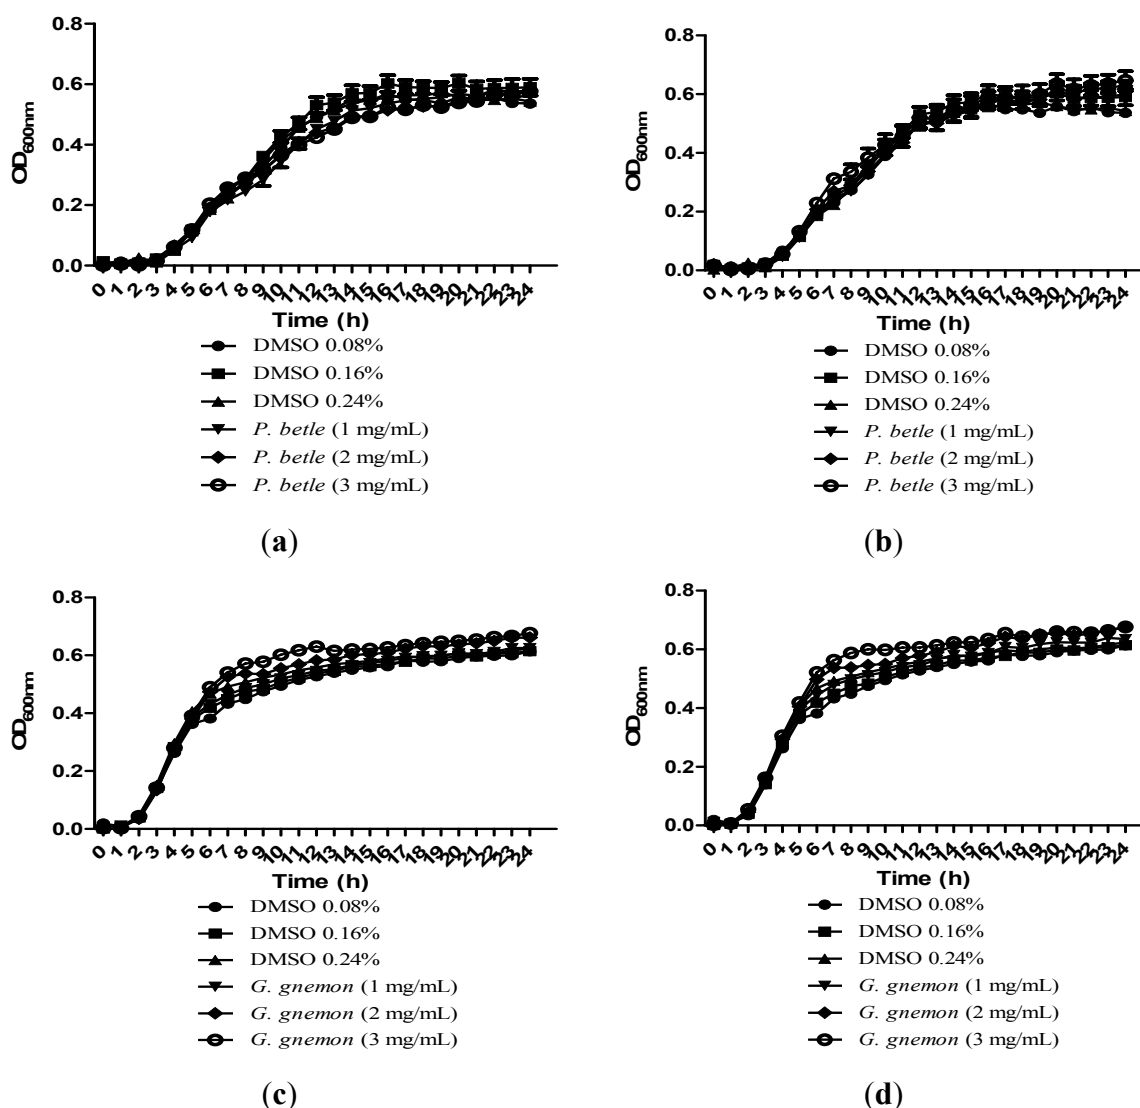 0.8
0.6
0.4
0.2
0.0
OD600nm
0 1 2 3 4 5 6 7 8 9 10 11 12 13 14 15 16 17 18 19 20 21 22 23 24
Time (h)
DMSO 0.08%
DMSO 0.16%
DMSO 0.24%
P. betle (1 mg/mL)
P. betle (2 mg/mL)
P. betle (3 mg/mL)
(a)
0.8
0.6
0.4
0.2
0.0
OD600nm
0 1 2 3 4 5 6 7 8 9 10 11 12 13 14 15 16 17 18 19 20 21 22 23 24
Time (h)
DMSO 0.08%
DMSO 0.16%
DMSO 0.24%
P. betle (1 mg/mL)
P. betle (2 mg/mL)
P. betle (3 mg/mL)
(b)
0.8
0.6
0.4
0.2
0.0
OD600nm
0 1 2 3 4 5 6 7 8 9 10 11 12 13 14 15 16 17 18 19 20 21 22 23 24
Time (h)
DMSO 0.08%
DMSO 0.16%
DMSO 0.24%
G. gnemon (1 mg/mL)
G. gnemon (2 mg/mL)
G. gnemon (3 mg/mL)
(c)
0.8
0.6
0.4
0.2
0.0
OD600nm
0 1 2 3 4 5 6 7 8 9 10 11 12 13 14 15 16 17 18 19 20 21 22 23 24
Time (h)
DMSO 0.08%
DMSO 0.16%
DMSO 0.24%
G. gnemon (1 mg/mL)
G. gnemon (2 mg/mL)
G. gnemon (3 mg/mL)
(d)